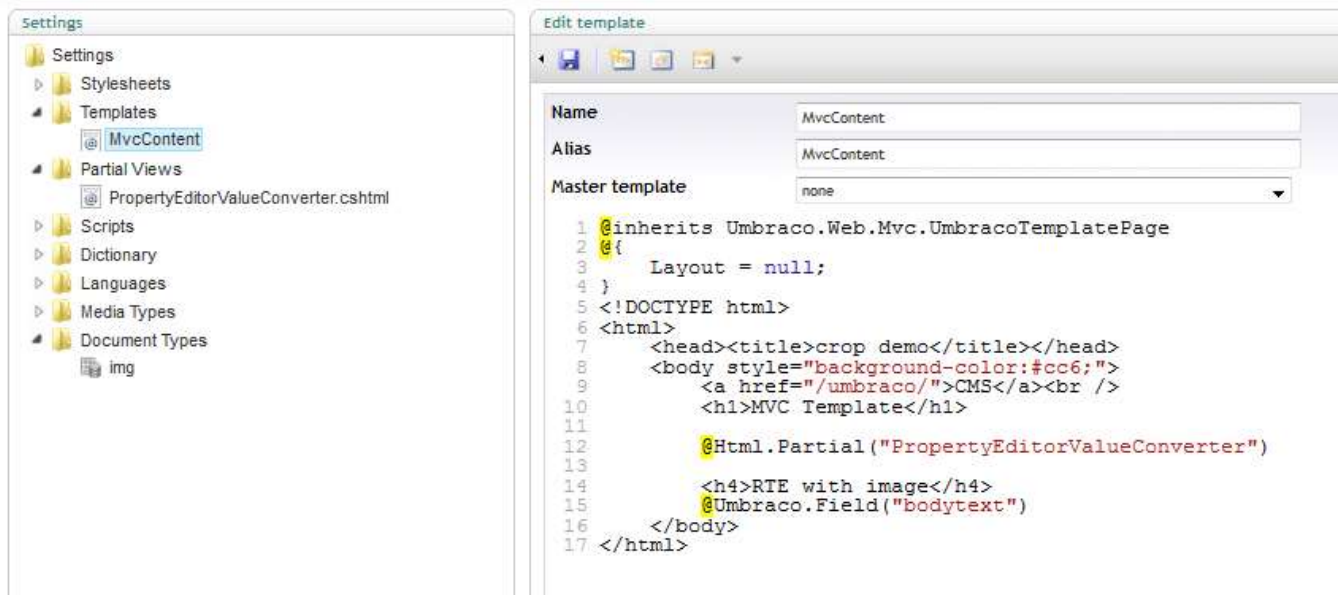 Settings
Settings
Stylesheets
Templates
MvcContent
Partial Views
PropertyEditorValueConverter.cshtml
Scripts
Dictionary
Languages
Media Types
Document Types
img
Edit template
Name MvcContent
Alias MvcContent
Master template none
1 @inherits Umbraco.Web.Mvc.UmbracoTemplatePage
2 @{
3     Layout = null;
4 }
5 <!DOCTYPE html>
6 <html>
7     <head><title>crop demo</title></head>
8     <body style="background-color:#cc6;">
9         <a href="/umbraco/">CMS</a><br />
10         <h1>MVC Template</h1>
11
12         @Html.Partial("PropertyEditorValueConverter")
13
14         <h4>RTE with image</h4>
15         @Umbraco.Field("bodytext")
16     </body>
17 </html>